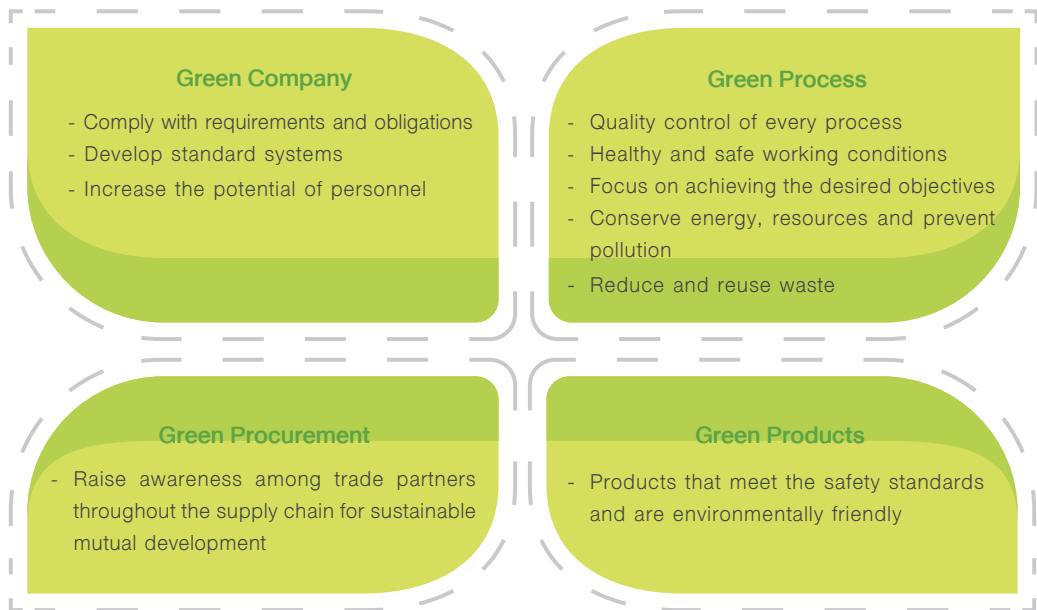 Green Company
- Comply with requirements and obligations
- Develop standard systems
- Increase the potential of personnel
Green Process
- Quality control of every process
- Healthy and safe working conditions
- Focus on achieving the desired objectives
- Conserve energy, resources and prevent
pollution
- Reduce and reuse waste
Green Procurement
- Raise awareness among trade partners
throughout the supply chain for sustainable
mutual development
Green Products
- Products that meet the safety standards
and are environmentally friendly